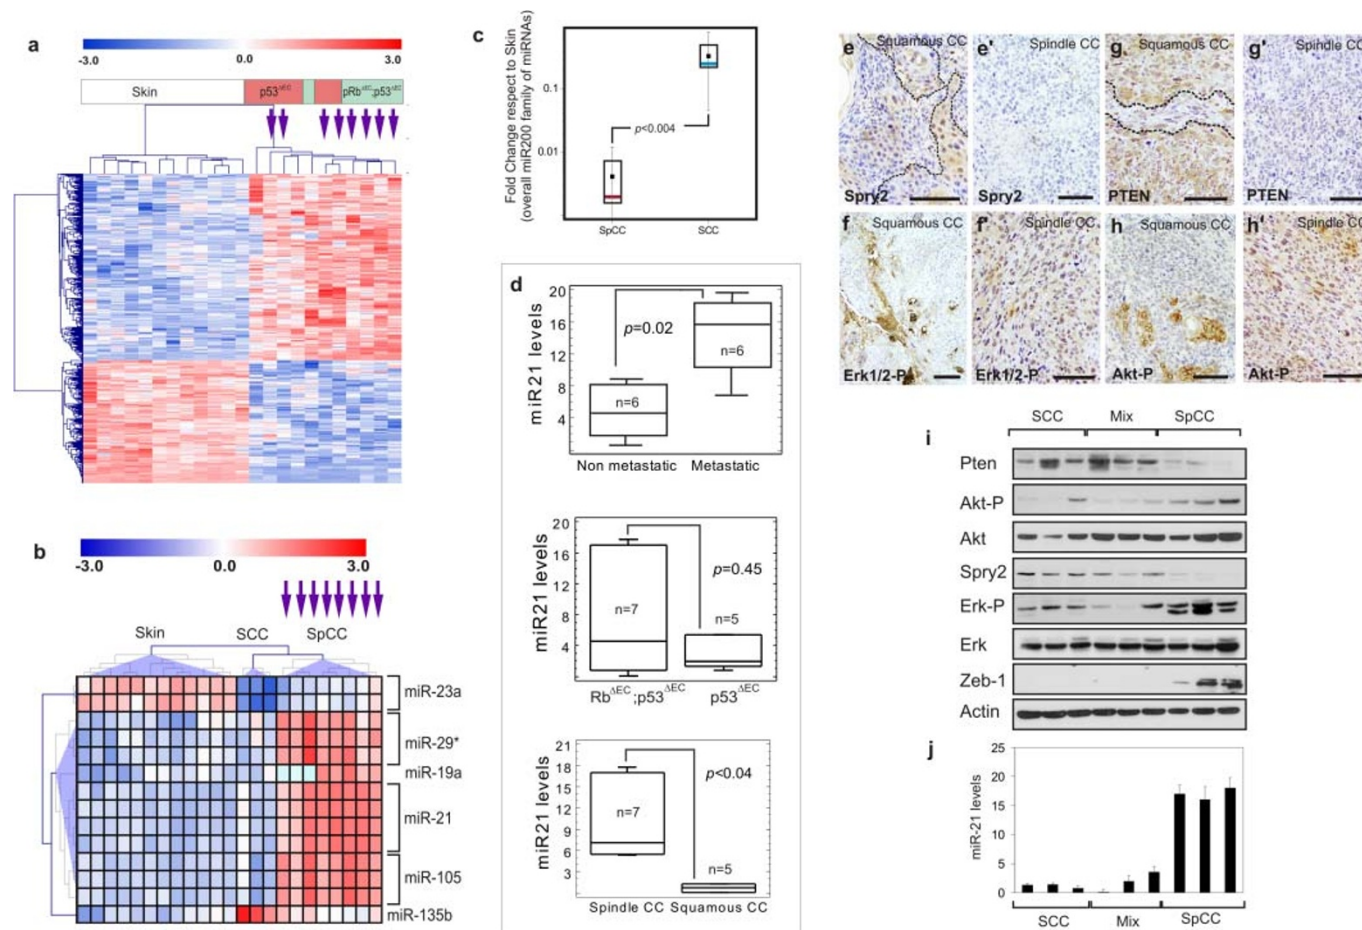 a
-3.0 0.0 3.0
Skin p53ΔEC pRbΔEC;p53ΔEC
b
-3.0 0.0 3.0
Skin SCC SpCC
miR-23a
miR-29*
miR-19a
miR-21
miR-105
miR-135b
c
Fold Change respect to Skin
(overall miR200 family of miRNAs)
0.1
0.01
p<0.004
SpCC SCC
d
miR21 levels
20
16
12
8
4
p=0.02
n=6
n=6
Non metastatic Metastatic
miR21 levels
20
16
12
8
4
p=0.45
n=7
n=5
RbΔEC;p53ΔEC p53ΔEC
miR21 levels
21
18
15
12
9
6
3
p<0.04
n=7
n=5
Spindle CC Squamous CC
e Squamous CC
Spry2
e' Spindle CC
Spry2
g Squamous CC
PTEN
g' Spindle CC
PTEN
f Squamous CC
Erk1/2-P
f' Spindle CC
Erk1/2-P
h Squamous CC
Akt-P
h' Spindle CC
Akt-P
i
SCC Mix SpCC
Pten
Akt-P
Akt
Spry2
Erk-P
Erk
Zeb-1
Actin
j
miR-21 levels
25
20
15
10
5
0
SCC Mix SpCC